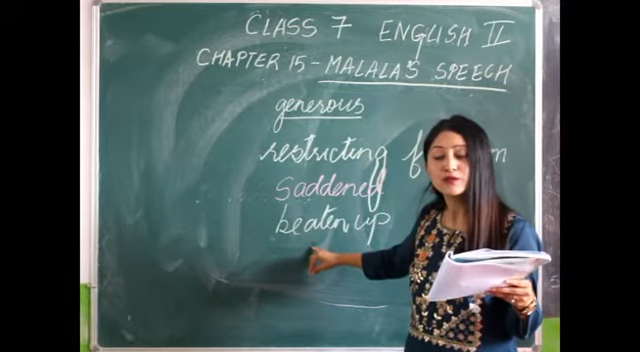 CLASS 7 ENGLISH II
CHAPTER 15 - MALALA'S SPEECH
generous
restricting
Saddened
beaten up